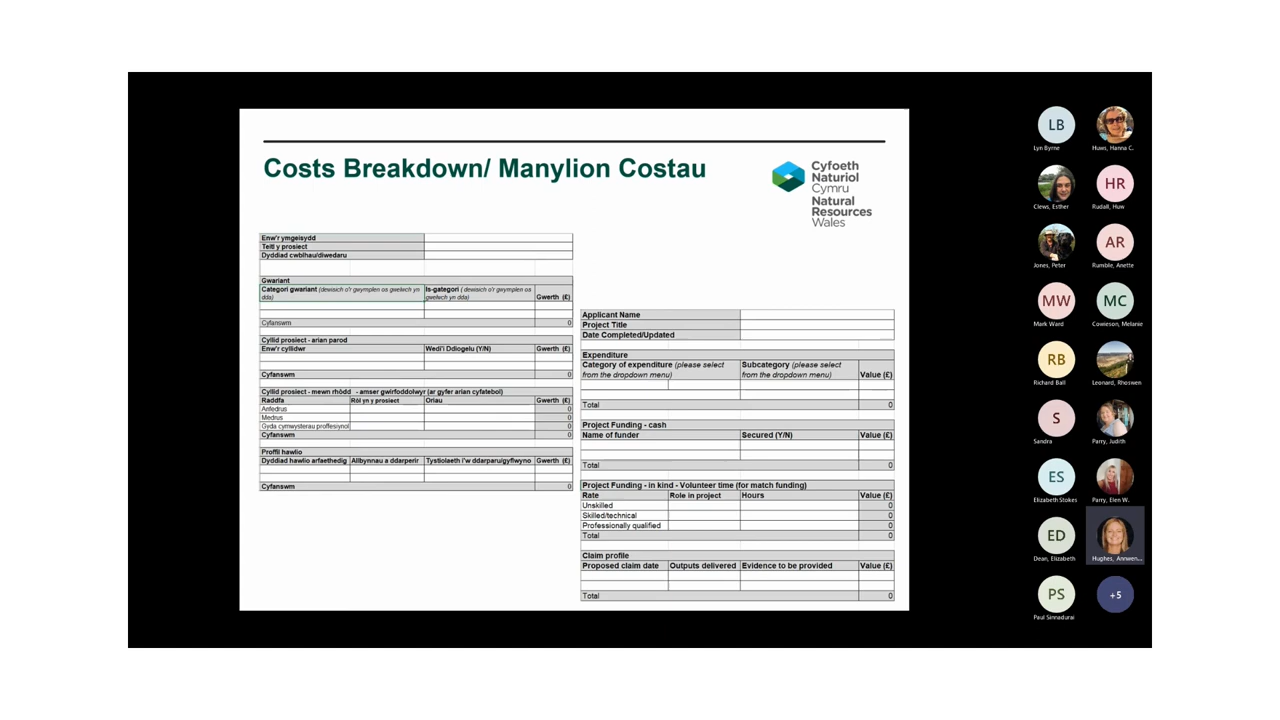 Costs Breakdown/ Manylion Costau
Cyfoeth
Naturiol
Cymru
Natural
Resources
Wales
Enw'r ymgeisydd
Teitl y prosiect
Dyddiad cwblhau/diwedaru
Gwariant
Categori gwariant (dewisich o'r gwymplen os gwelwch yn dda) Is-gategori ( dewisich o'r gwymplen os gwelwch yn dda) Gwerth (£)
Cyfanswm 0
Cyllid prosiect - arian parod
Enw'r cyllidwr Wedi'i Ddiogelu (Y/N) Gwerth (£)
Cyfanswm 0
Cyllid prosiect - mewn rhôdd - amser gwirfoddolwyr (ar gyfer arian cyfatebol)
Raddfa Rôl yn y prosiect Oriau Gwerth (£)
Anfedrus 0
Medrus 0
Gyda cymwysterau proffesiynol 0
Cyfanswm 0
Proffil hawlio
Dyddiad hawlio arfaethedig Allbynnau a ddarperir Tystiolaeth i'w ddarparu/gyflwyno Gwerth (£)
Cyfanswm 0
Applicant Name
Project Title
Date Completed/Updated
Expenditure
Category of expenditure (please select from the dropdown menu) Subcategory (please select from the dropdown menu) Value (£)
Total 0
Project Funding - cash
Name of funder Secured (Y/N) Value (£)
Total 0
Project Funding - in kind - Volunteer time (for match funding)
Rate Role in project Hours Value (£)
Unskilled 0
Skilled/technical 0
Professionally qualified 0
Total 0
Claim profile
Proposed claim date Outputs delivered Evidence to be provided Value (£)
Total 0
LB
Lyn Byrne
Huws, Hanna C.
Clews, Esther
HR
Rudall, Huw
Jones, Peter
AR
Rumble, Anette
MW
Mark Ward
MC
Cowieson, Melanie
RB
Richard Ball
Leonard, Rhoswen
S
Sandra
Parry, Judith
ES
Elizabeth Stokes
Parry, Elen W.
ED
Dean, Elizabeth
Hughes, Annwen...
PS
Paul Sinnadurai
+5